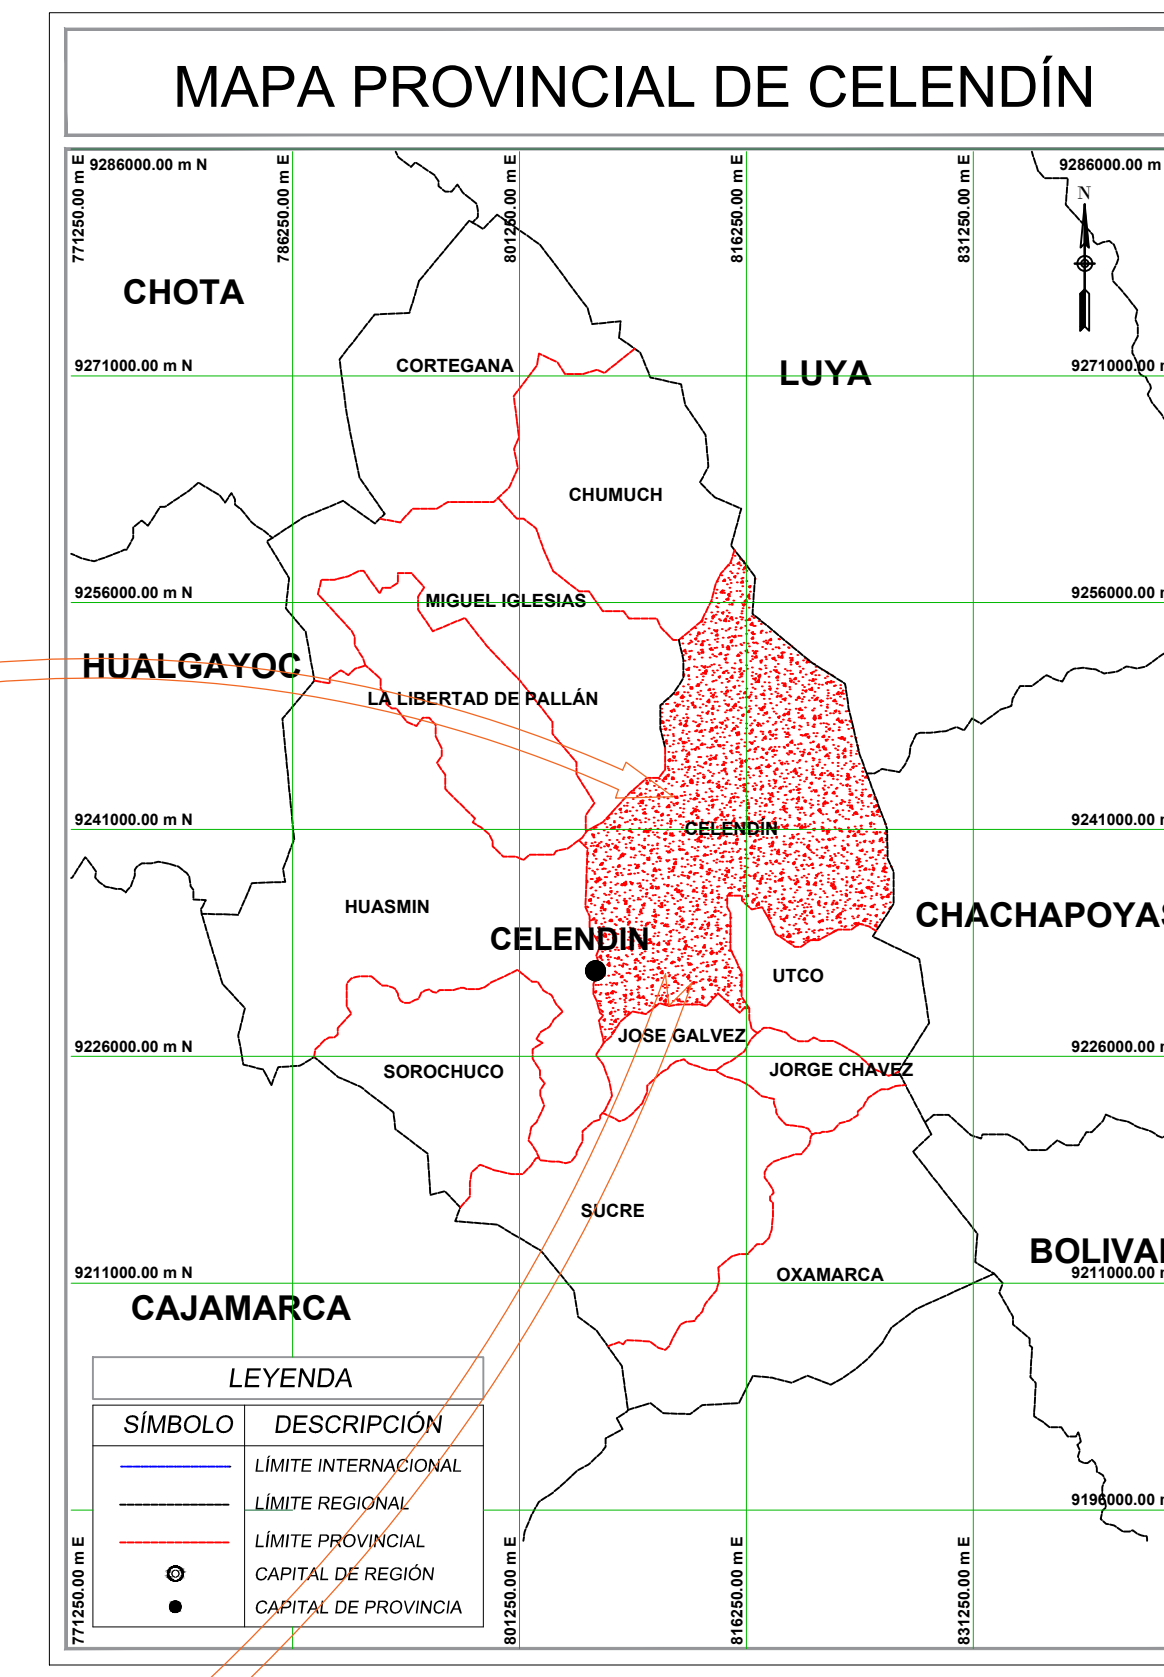 MAPA PROVINCIAL DE CELENDÍN
771250.00 m E
9286000.00 m N
786250.00 m E
801250.00 m E
816250.00 m E
831250.00 m E
9286000.00 m
N
CHOTA
9271000.00 m N
CORTEGANA
LUYA
9271000.00 m
CHUMUCH
9256000.00 m N
MIGUEL IGLESIAS
9256000.00 m
HUALGAYOC
LA LIBERTAD DE PALLÁN
9241000.00 m N
CELENDÍN
9241000.00 m
HUASMIN
CHACHAPOYAS
CELENDIN
UTCO
9226000.00 m N
JOSE GALVEZ
9226000.00 m
SOROCHUCO
JORGE CHAVEZ
SUCRE
BOLIVAR
9211000.00 m N
OXAMARCA
9211000.00 m
CAJAMARCA
LEYENDA
SÍMBOLO DESCRIPCIÓN
LÍMITE INTERNACIONAL
LÍMITE REGIONAL
9196000.00 m
LÍMITE PROVINCIAL
CAPITAL DE REGIÓN
CAPITAL DE PROVINCIA
771250.00 m E
801250.00 m E
816250.00 m E
831250.00 m E